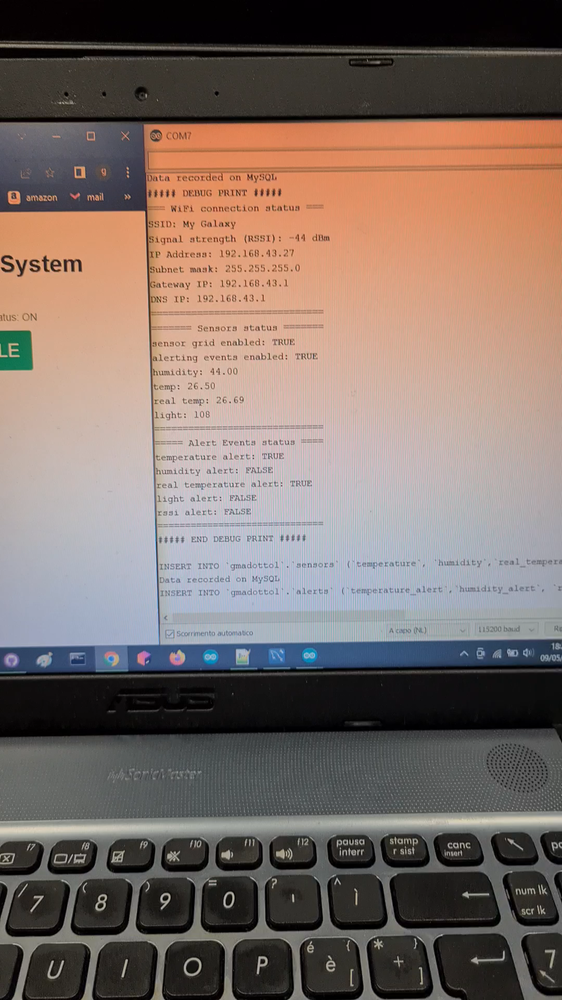 COM7
g
a amazon
mail
»
System
atus: ON
LE
Data recorded on MySQL
##### DEBUG PRINT #####
=== WiFi connection status ===
SSID: My Galaxy
Signal strength (RSSI): -44 dBm
IP Address: 192.168.43.27
Subnet mask: 255.255.255.0
Gateway IP: 192.168.43.1
DNS IP: 192.168.43.1
==============================
======= Sensors status =======
sensor grid enabled: TRUE
alerting events enabled: TRUE
humidity: 44.00
temp: 26.50
real temp: 26.69
light: 108
==============================
===== Alert Events status ====
temperature alert: TRUE
humidity alert: FALSE
real temperature alert: TRUE
light alert: FALSE
rssi alert: FALSE
==============================
##### END DEBUG PRINT #####
INSERT INTO `gmadottol`.`sensors` (`temperature`, `humidity`,`real_tempera
Data recorded on MySQL
INSERT INTO `gmadottol`.`alerts` (`temperature_alert`,`humidity_alert`, `r
Scorrimento automatico
A capo (NL)
115200 baud
Rip
18:
09/05/
ASUS
SonicMaster
f7
f8
f9
f10
f11
f12
pausa
interr
stamp
r sist
canc
insert
/ 7
( 8
) 9
= 0
? '
^ ì
num lk
scr lk
U
I
O
P
é è { [
* + } ]
7